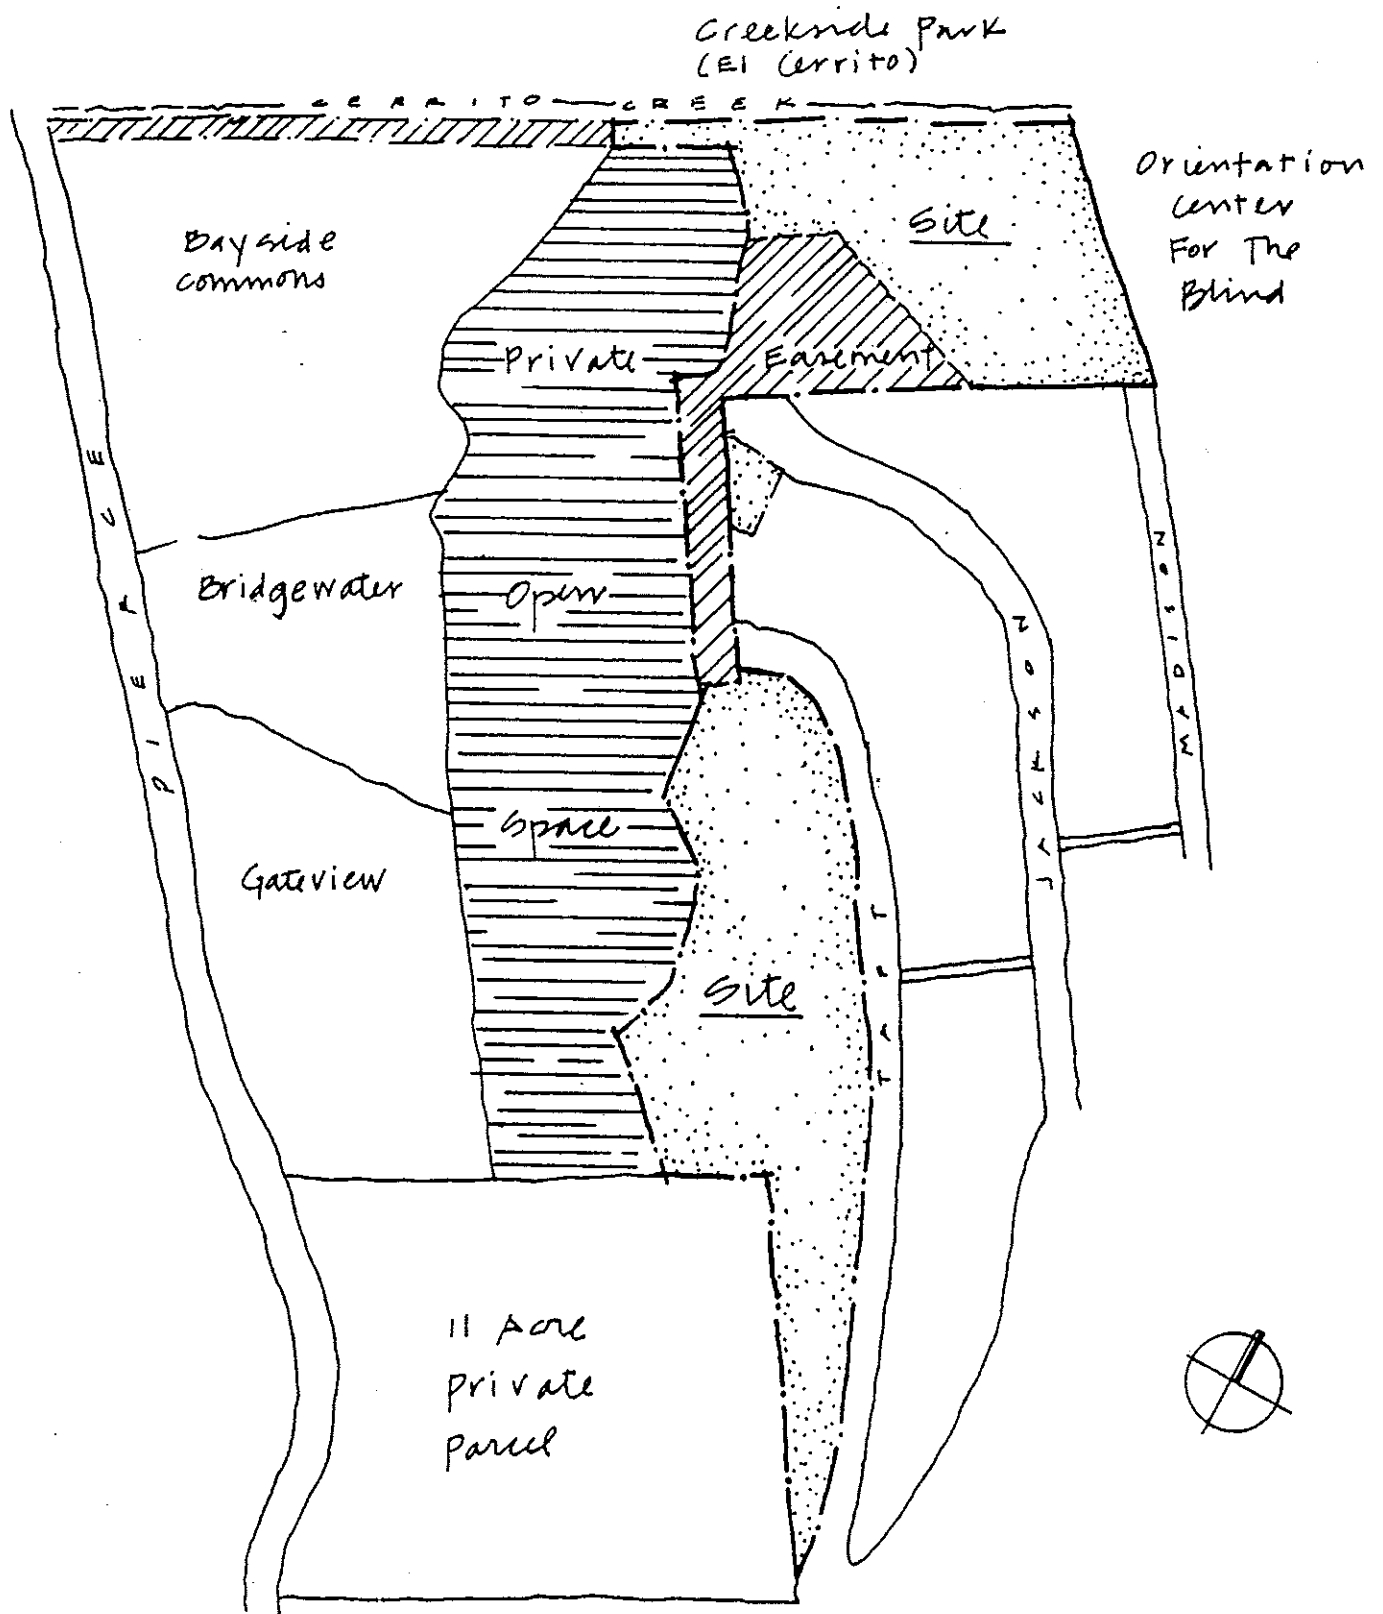 Creekside Park
(El Cerrito)
CERRITO CREEK
Orientation
Center
For The
Blind
Site
Bayside
Commons
Private
Easement
PIERCE
Bridgewater
Open
MADISON
JACKSON
Space
Gateview
TAFT
Site
11 Acre
Private
Parcel